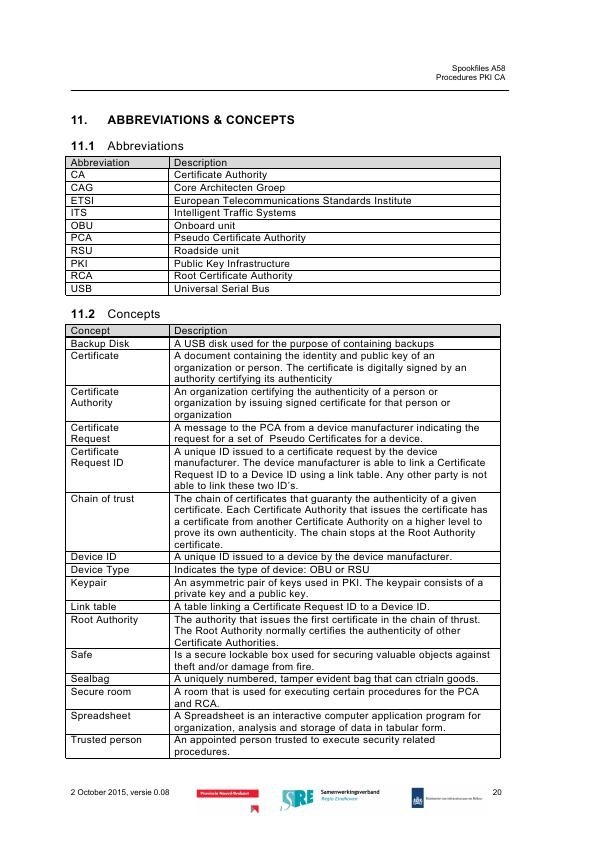 Spookfiles A58
Procedures PKI CA
11. ABBREVIATIONS & CONCEPTS
11.1 Abbreviations
Abbreviation Description
CA Certificate Authority
CAG Core Architecten Groep
ETSI European Telecommunications Standards Institute
ITS Intelligent Traffic Systems
OBU Onboard unit
PCA Pseudo Certificate Authority
RSU Roadside unit
PKI Public Key Infrastructure
RCA Root Certificate Authority
USB Universal Serial Bus
11.2 Concepts
Concept Description
Backup Disk A USB disk used for the purpose of containing backups
Certificate A document containing the identity and public key of an
organization or person. The certificate is digitally signed by an
authority certifying its authenticity
Certificate An organization certifying the authenticity of a person or
Authority organization by issuing signed certificate for that person or
organization
Certificate A message to the PCA from a device manufacturer indicating the
Request request for a set of Pseudo Certificates for a device.
Certificate A unique ID issued to a certificate request by the device
Request ID manufacturer. The device manufacturer is able to link a Certificate
Request ID to a Device ID using a link table. Any other party is not
able to link these two ID's.
Chain of trust The chain of certificates that guaranty the authenticity of a given
certificate. Each Certificate Authority that issues the certificate has
a certificate from another Certificate Authority on a higher level to
prove its own authenticity. The chain stops at the Root Authority
certificate.
Device ID A unique ID issued to a device by the device manufacturer.
Device Type Indicates the type of device: OBU or RSU
Keypair An asymmetric pair of keys used in PKI. The keypair consists of a
private key and a public key.
Link table A table linking a Certificate Request ID to a Device ID.
Root Authority The authority that issues the first certificate in the chain of thrust.
The Root Authority normally certifies the authenticity of other
Certificate Authorities.
Safe Is a secure lockable box used for securing valuable objects against
theft and/or damage from fire.
Sealbag A uniquely numbered, tamper evident bag that can ctrialn goods.
Secure room A room that is used for executing certain procedures for the PCA
and RCA.
Spreadsheet A Spreadsheet is an interactive computer application program for
organization, analysis and storage of data in tabular form.
Trusted person An appointed person trusted to execute security related
procedures.
2 October 2015, versie 0.08
Provincie Noord-Brabant
SRE
Samenwerkingsverband
Regio Eindhoven
20